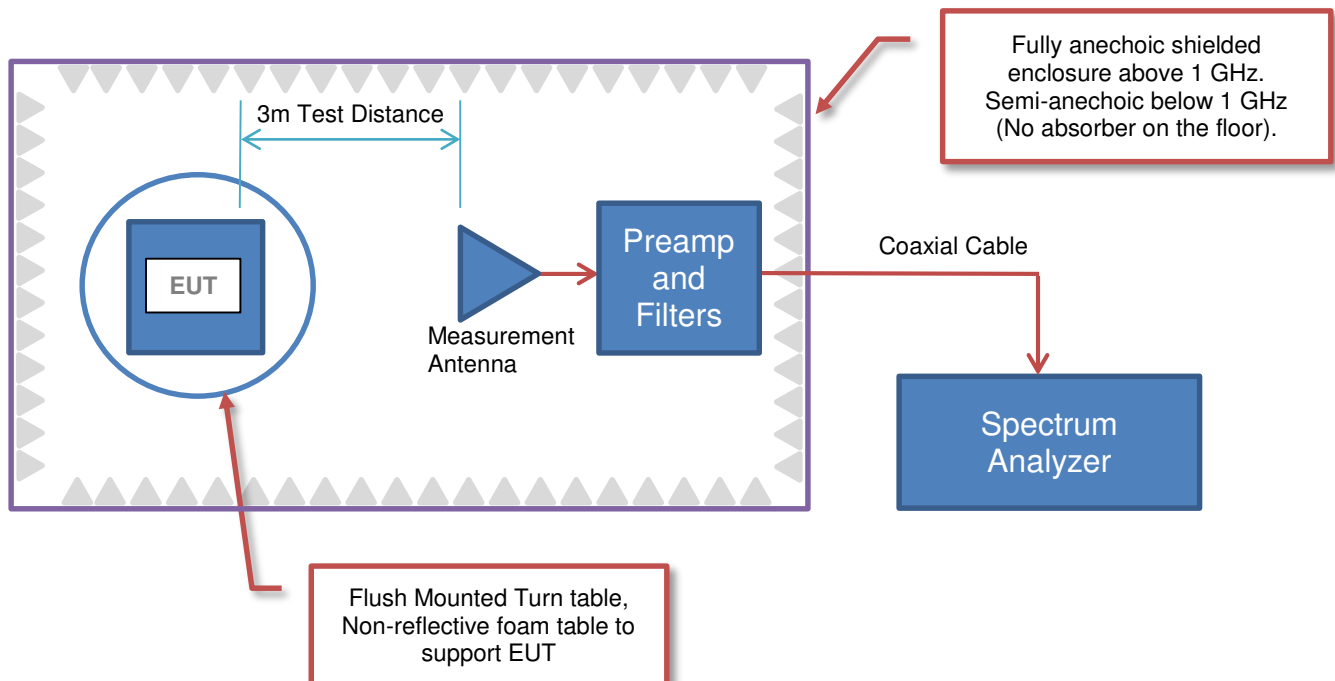 Fully anechoic shielded
enclosure above 1 GHz.
Semi-anechoic below 1 GHz
(No absorber on the floor).
3m Test Distance
EUT
Measurement
Antenna
Preamp
and
Filters
Coaxial Cable
Spectrum
Analyzer
Flush Mounted Turn table,
Non-reflective foam table to
support EUT